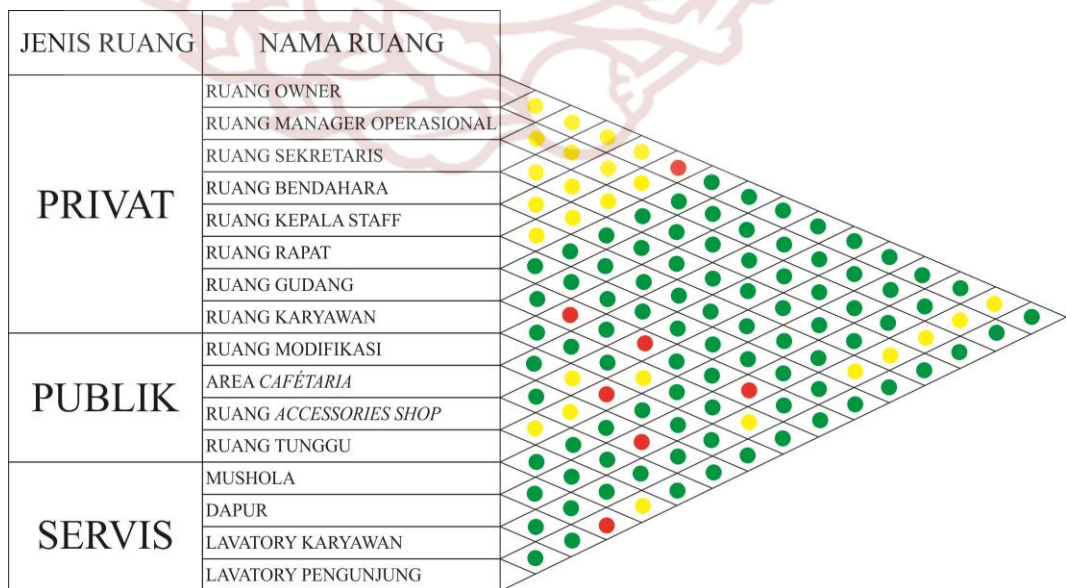 JENIS RUANG
NAMA RUANG
PRIVAT
RUANG OWNER
RUANG MANAGER OPERASIONAL
RUANG SEKRETARIS
RUANG BENDAHARA
RUANG KEPALA STAFF
RUANG RAPAT
RUANG GUDANG
RUANG KARYAWAN
PUBLIK
RUANG MODIFIKASI
AREA CAFÉTARIA
RUANG ACCESSORIES SHOP
RUANG TUNGGU
SERVIS
MUSHOLA
DAPUR
LAVATORY KARYAWAN
LAVATORY PENGUNJUNG